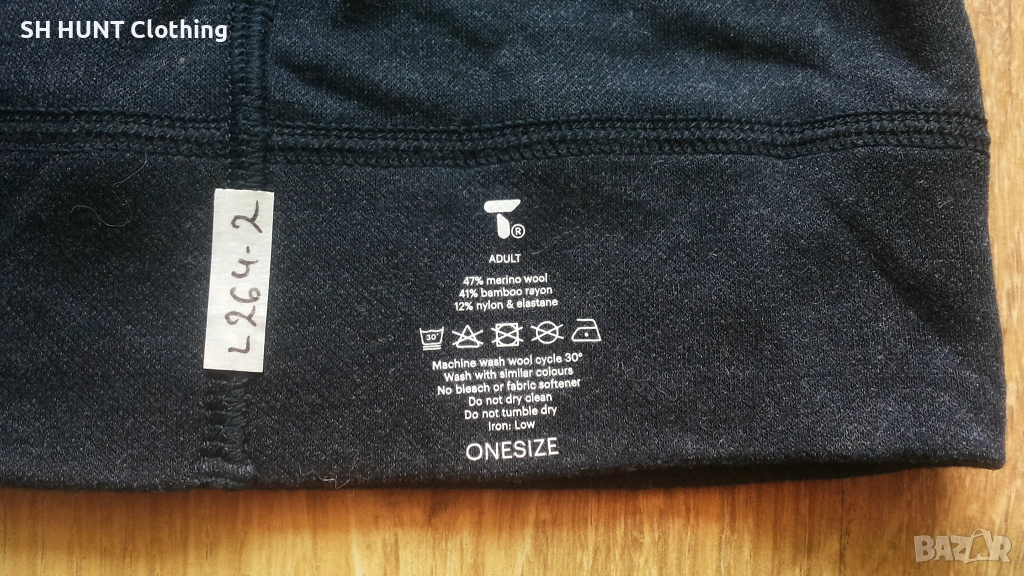 SH HUNT Clothing
L264-2
T®
ADULT
47% merino wool
41% bamboo rayon
12% nylon & elastane
30°
Machine wash wool cycle 30°
Wash with similar colours
No bleach or fabric softener
Do not dry clean
Do not tumble dry
Iron: Low
ONESIZE
BAZAR